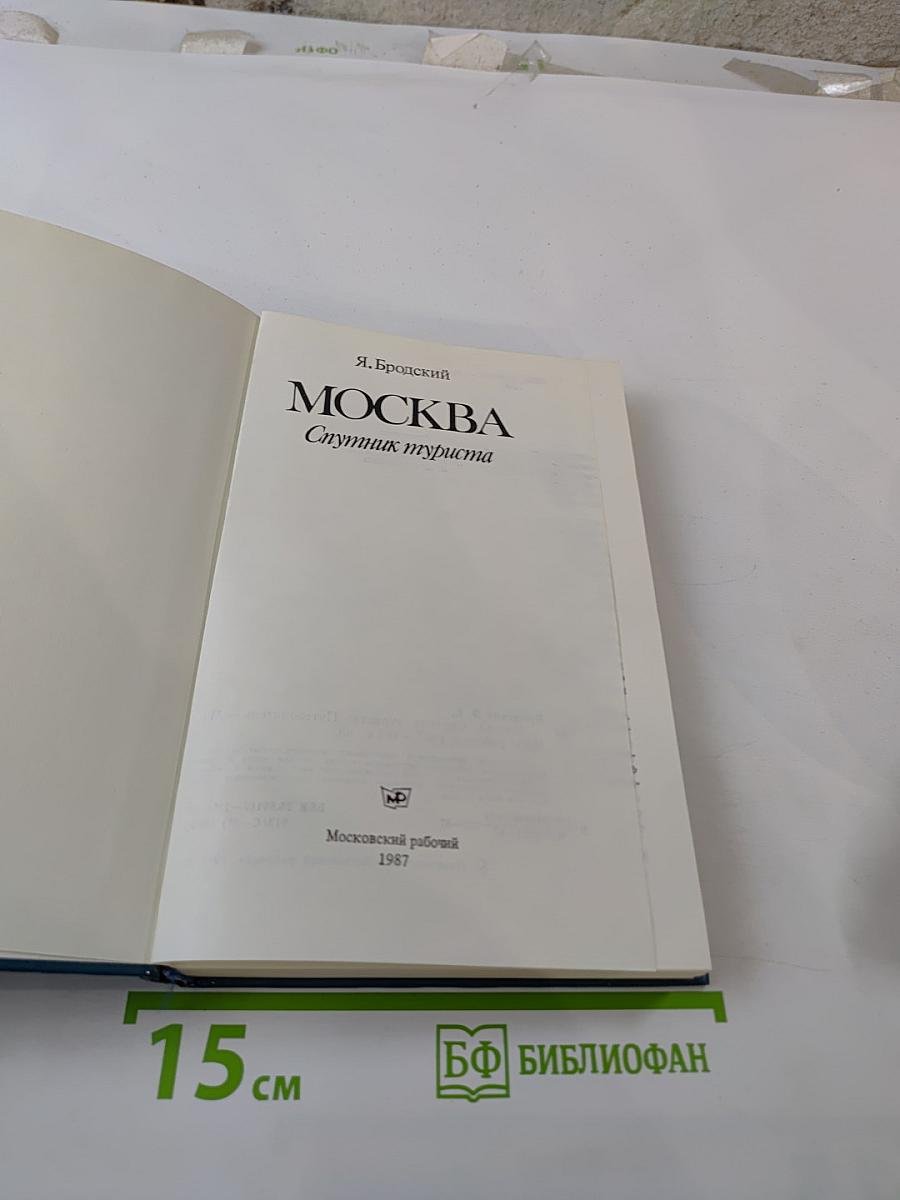 Я. Бродский
МОСКВА
Спутник туриста
МР
Московский рабочий
1987
15 см
БФ БИБЛИОФАН